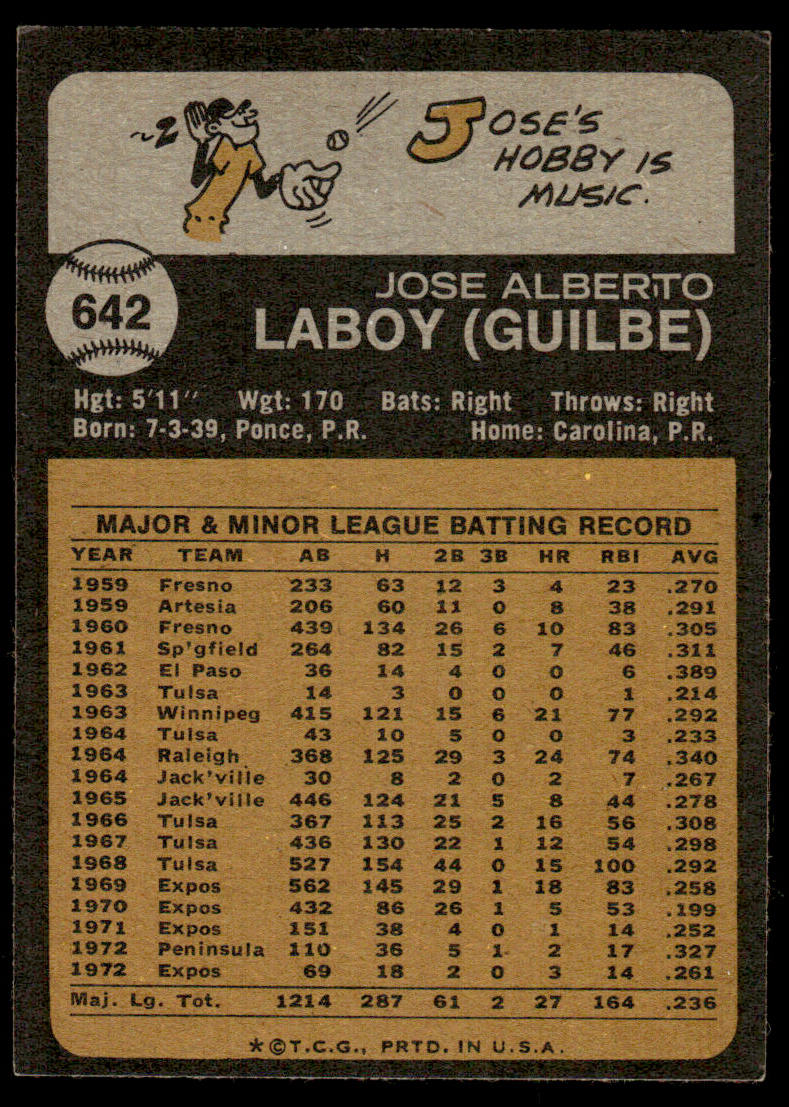 ~2
JOSE'S
HOBBY IS
MUSIC.
642
JOSE ALBERTO
LABOY (GUILBE)
Hgt: 5'11" Wgt: 170 Bats: Right Throws: Right
Born: 7-3-39, Ponce, P.R. Home: Carolina, P.R.
MAJOR & MINOR LEAGUE BATTING RECORD
YEAR TEAM AB H 2B 3B HR RBI AVG
1959 Fresno 233 63 12 3 4 23 .270
1959 Artesia 206 60 11 0 8 38 .291
1960 Fresno 439 134 26 6 10 83 .305
1961 Sp'gfield 264 82 15 2 7 46 .311
1962 El Paso 36 14 4 0 0 6 .389
1963 Tulsa 14 3 0 0 0 1 .214
1963 Winnipeg 415 121 15 6 21 77 .292
1964 Tulsa 43 10 5 0 0 3 .233
1964 Raleigh 368 125 29 3 24 74 .340
1964 Jack'ville 30 8 2 0 2 7 .267
1965 Jack'ville 446 124 21 5 8 44 .278
1966 Tulsa 367 113 25 2 16 56 .308
1967 Tulsa 436 130 22 1 12 54 .298
1968 Tulsa 527 154 44 0 15 100 .292
1969 Expos 562 145 29 1 18 83 .258
1970 Expos 432 86 26 1 5 53 .199
1971 Expos 151 38 4 0 1 14 .252
1972 Peninsula 110 36 5 1 2 17 .327
1972 Expos 69 18 2 0 3 14 .261
Maj. Lg. Tot. 1214 287 61 2 27 164 .236
*©T.C.G., PRTD. IN U.S.A.